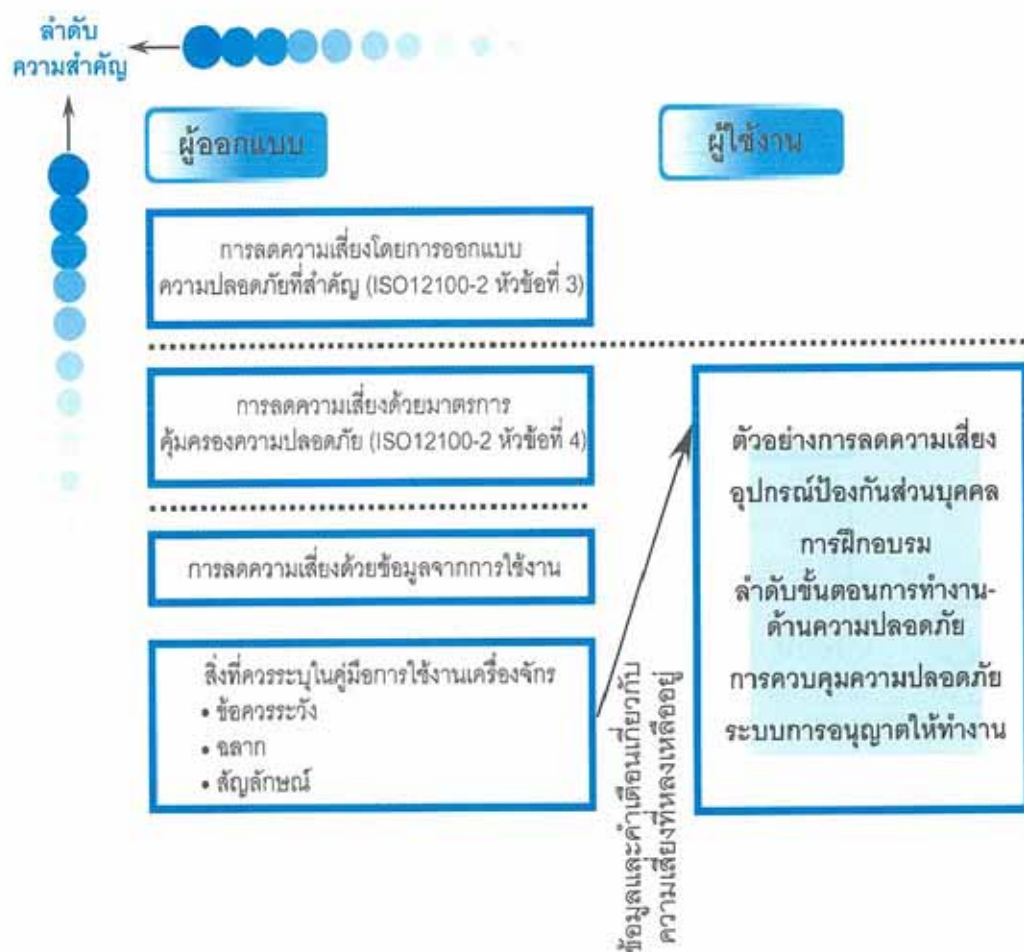 ลำดับ
ความสำคัญ
ผู้ออกแบบ
ผู้ใช้งาน
การลดความเสี่ยงโดยการออกแบบ
ความปลอดภัยที่สำคัญ (ISO12100-2 หัวข้อที่ 3)
การลดความเสี่ยงด้วยมาตรการ
คุ้มครองความปลอดภัย (ISO12100-2 หัวข้อที่ 4)
การลดความเสี่ยงด้วยข้อมูลจากการใช้งาน
สิ่งที่ควรระบุในคู่มือการใช้งานเครื่องจักร
• ข้อควรระวัง
• ฉลาก
• สัญลักษณ์
ข้อมูลและคำเตือนเกี่ยวกับ
ความเสี่ยงที่หลงเหลืออยู่
ตัวอย่างการลดความเสี่ยง
อุปกรณ์ป้องกันส่วนบุคคล
การฝึกอบรม
ลำดับขั้นตอนการทำงาน-
ด้านความปลอดภัย
การควบคุมความปลอดภัย
ระบบการอนุญาตให้ทำงาน